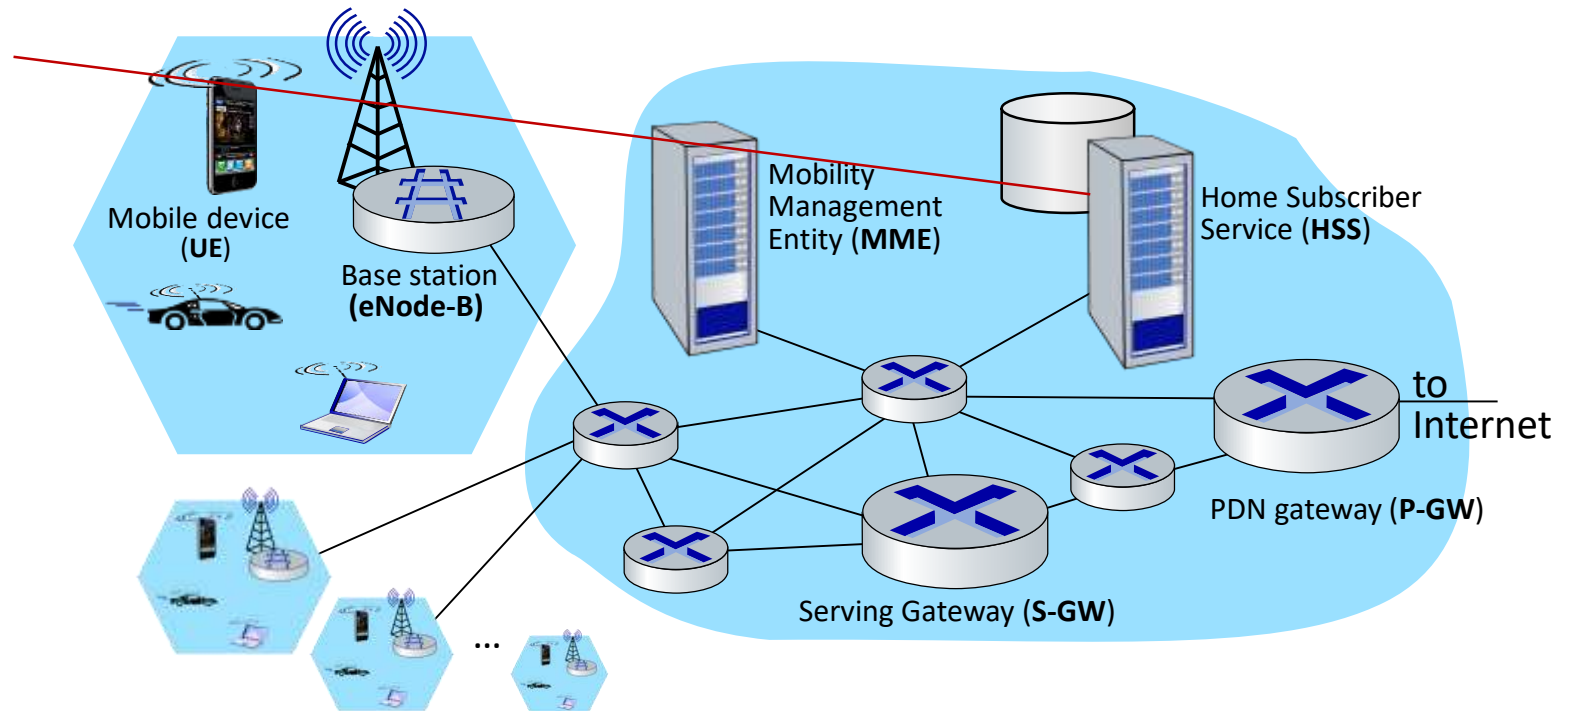 Mobile device
(UE)
Base station
(eNode-B)
Mobility
Management
Entity (MME)
Home Subscriber
Service (HSS)
to
Internet
PDN gateway (P-GW)
Serving Gateway (S-GW)
...